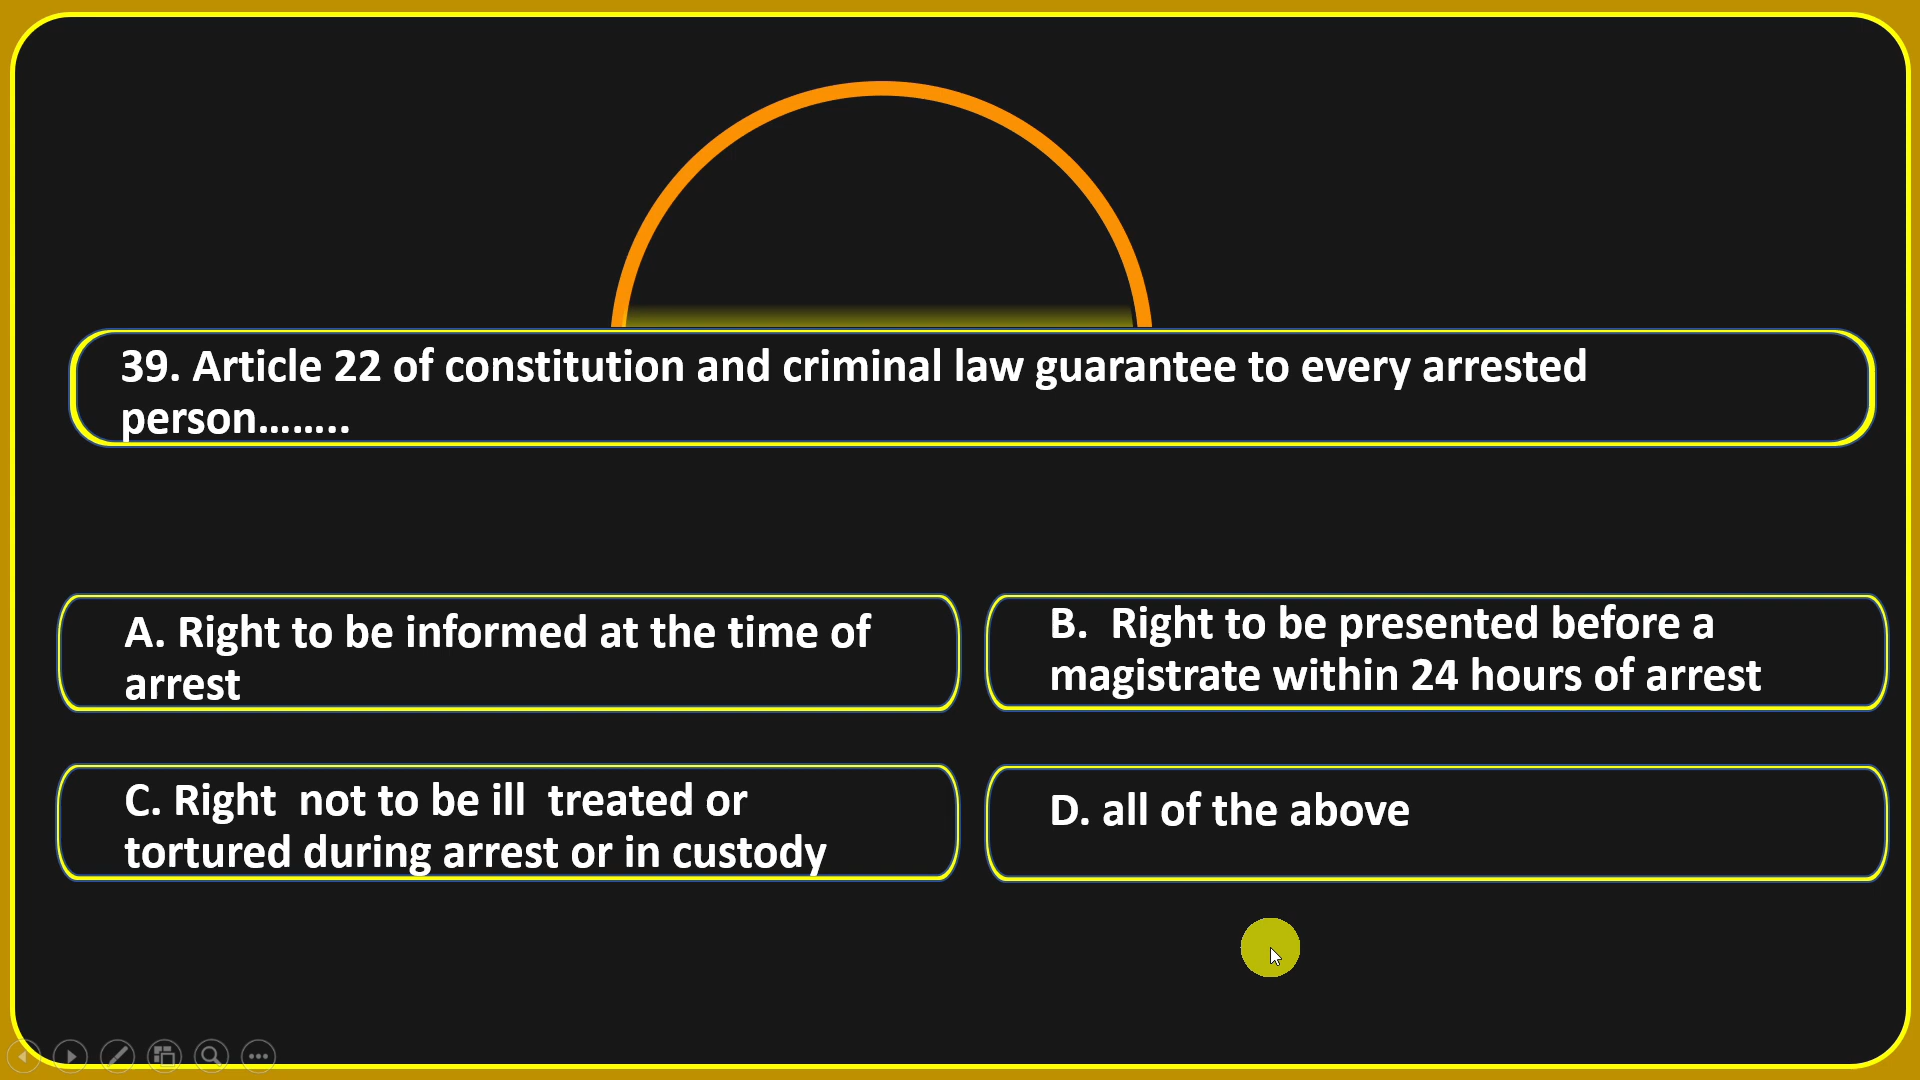 39. Article 22 of constitution and criminal law guarantee to every arrested
person........
A. Right to be informed at the time of
arrest
B.  Right to be presented before a
magistrate within 24 hours of arrest
C. Right  not to be ill  treated or
tortured during arrest or in custody
D. all of the above